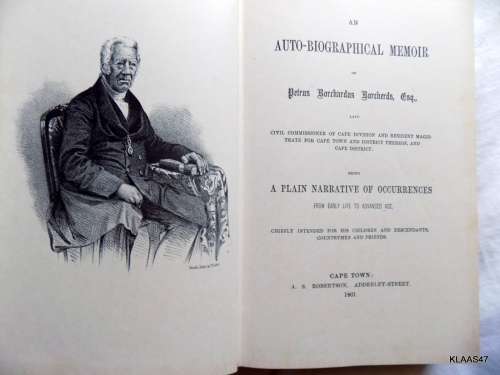 AN
AUTO-BIOGRAPHICAL MEMOIR
OF
Petrus Borchardus Borcherds, Esq.,
LATE
CIVIL COMMISSIONER OF CAPE DIVISION AND RESIDENT MAGIS-
TRATE FOR CAPE TOWN AND DISTRICT THEREOF, AND
CAPE DISTRICT.
BEING
A PLAIN NARRATIVE OF OCCURRENCES
FROM EARLY LIFE TO ADVANCED AGE,
CHIEFLY INTENDED FOR HIS CHILDREN AND DESCENDANTS,
COUNTRYMEN AND FRIENDS.
CAPE TOWN:
A. S. ROBERTSON, ADDERLEY-STREET.
1861.
KLAAS47